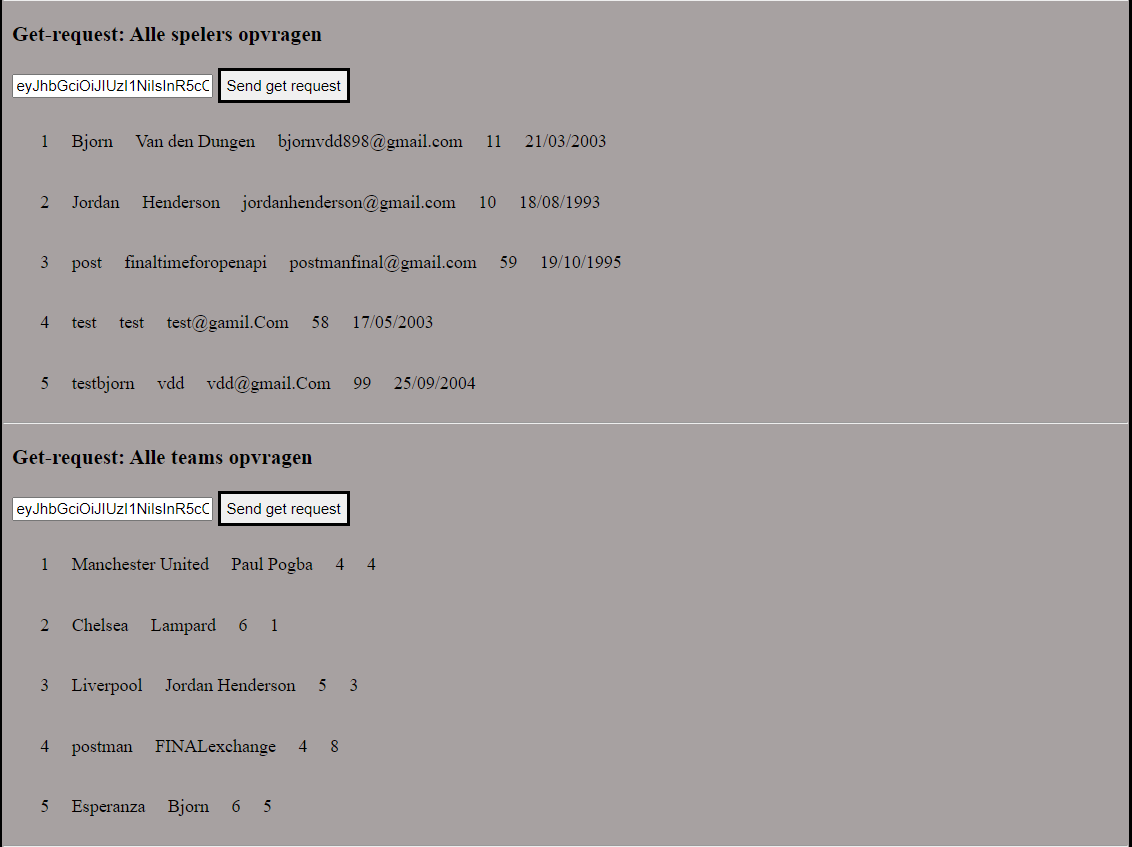 Get-request: Alle spelers opvragen
eyJhbGciOiJIUzI1NiIsInR5cC Send get request
1 Bjorn Van den Dungen bjornvdd898@gmail.com 11 21/03/2003
2 Jordan Henderson jordanhenderson@gmail.com 10 18/08/1993
3 post finaltimeforopenapi postmanfinal@gmail.com 59 19/10/1995
4 test test test@gamil.Com 58 17/05/2003
5 testbjorn vdd vdd@gmail.Com 99 25/09/2004
Get-request: Alle teams opvragen
eyJhbGciOiJIUzI1NiIsInR5cC Send get request
1 Manchester United Paul Pogba 4 4
2 Chelsea Lampard 6 1
3 Liverpool Jordan Henderson 5 3
4 postman FINALexchange 4 8
5 Esperanza Bjorn 6 5